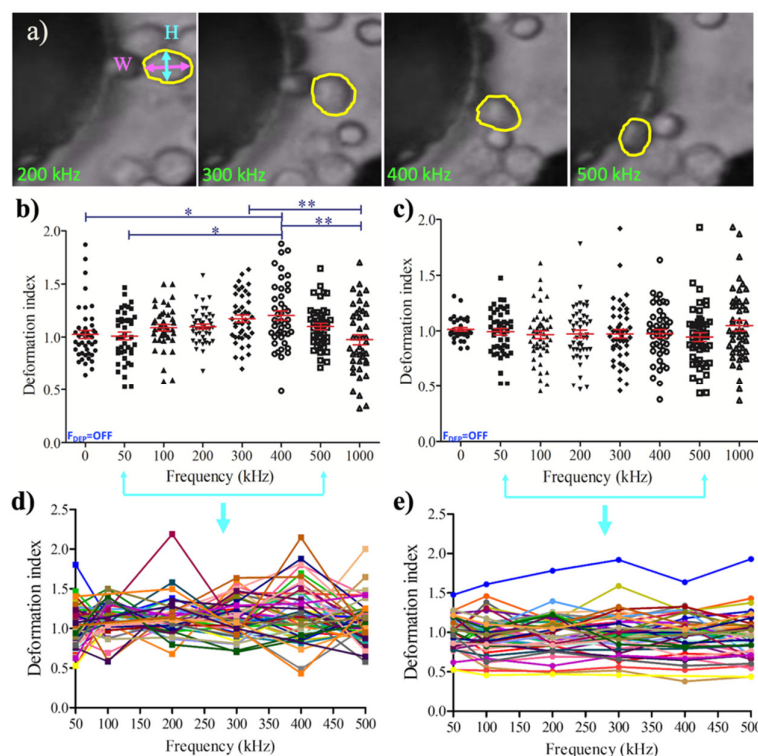 a)
H
W
200 kHz
300 kHz
400 kHz
500 kHz
b)
c)
*
**
*
**
Deformation index
2.0
1.5
1.0
0.5
0.0
F_DEP=OFF
0 50 100 200 300 400 500 1000
Frequency (kHz)
Deformation index
2.0
1.5
1.0
0.5
0.0
F_DEP=OFF
0 50 100 200 300 400 500 1000
Frequency (kHz)
d)
e)
Deformation index
2.5
2.0
1.5
1.0
0.5
0.0
50 100 150 200 250 300 350 400 450 500
Frequency (kHz)
Deformation index
2.5
2.0
1.5
1.0
0.5
0.0
50 100 150 200 250 300 350 400 450 500
Frequency (kHz)